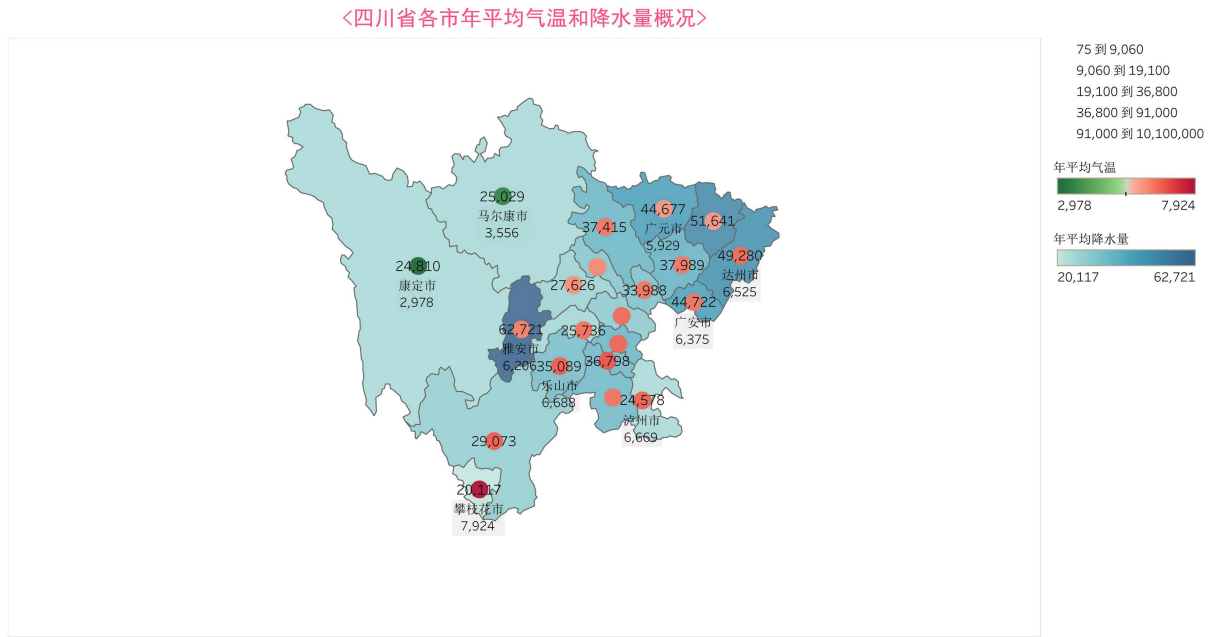 <四川省各市年平均气温和降水量概况>
75 到 9,060
9,060 到 19,100
19,100 到 36,800
36,800 到 91,000
91,000 到 10,100,000
年平均气温
2,978 7,924
年平均降水量
20,117 62,721
25,029
马尔康市
3,556
24,810
康定市
2,978
44,677
广元市
5,929
51,641
37,415
49,280
达州市
6,525
37,989
27,626
33,988
44,722
广安市
6,375
62,721
雅安市
6,206
25,736
35,089
乐山市
6,688
36,798
24,578
泸州市
6,669
29,073
20,117
攀枝花市
7,924